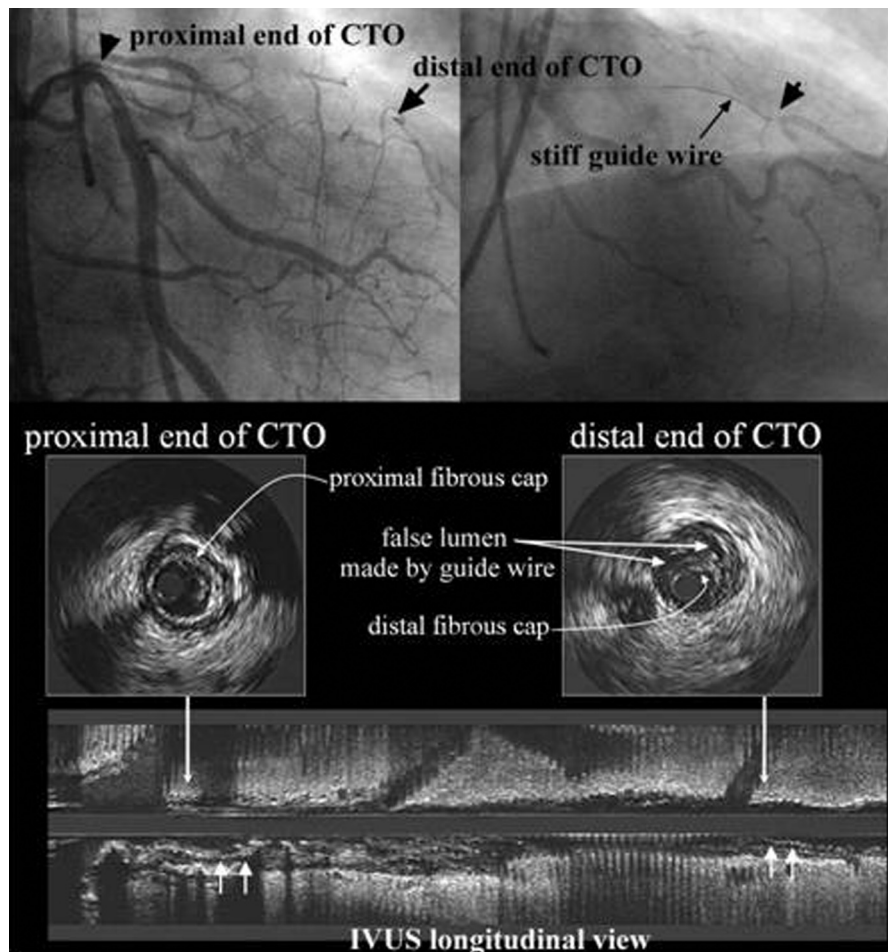 proximal end of CTO
distal end of CTO
stiff guide wire
proximal end of CTO
distal end of CTO
proximal fibrous cap
false lumen
made by guide wire
distal fibrous cap
IVUS longitudinal view